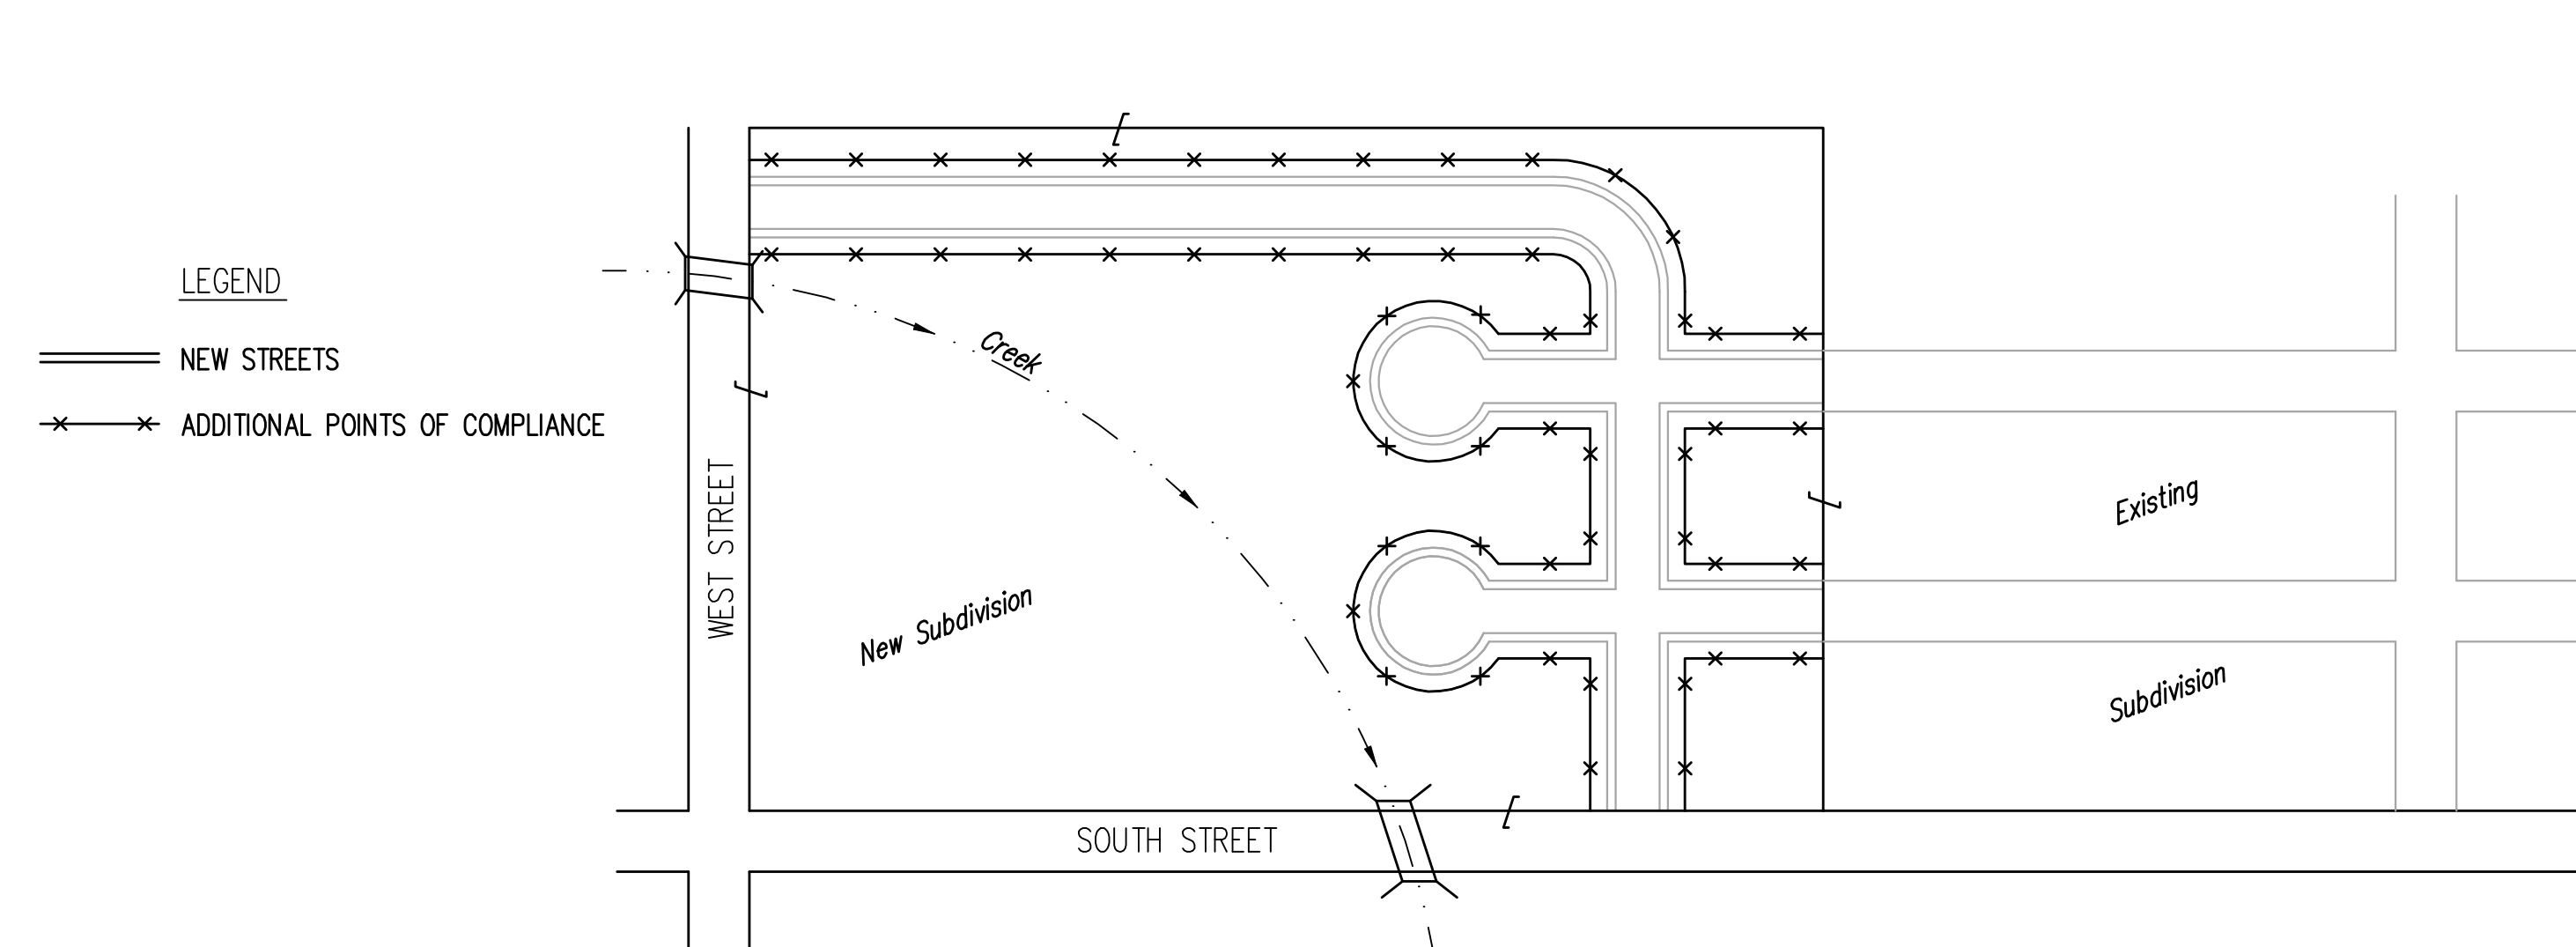 LEGEND
NEW STREETS
ADDITIONAL POINTS OF COMPLIANCE
WEST STREET
Creek
New Subdivision
SOUTH STREET
Existing
Subdivision